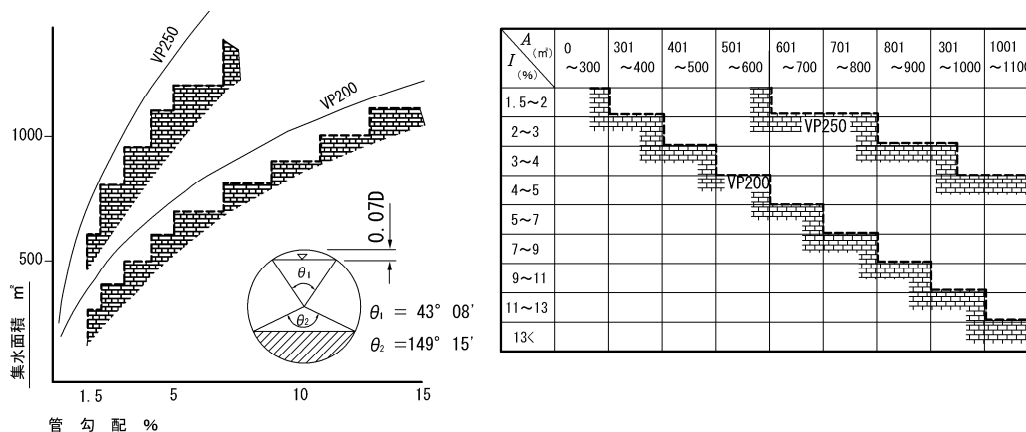 VP250
VP200
1000
500
集水面積 ㎡
1.5 5 10 15
管 勾 配 %
0.07D
θ1
θ2
θ1 = 43° 08'
θ2 =149° 15'
A (㎡)
I (%)
0 ～300
301 ～400
401 ～500
501 ～600
601 ～700
701 ～800
801 ～900
301 ～1000
1001 ～1100
1.5～2
2～3
3～4
4～5
5～7
7～9
9～11
11～13
13<
VP250
VP200